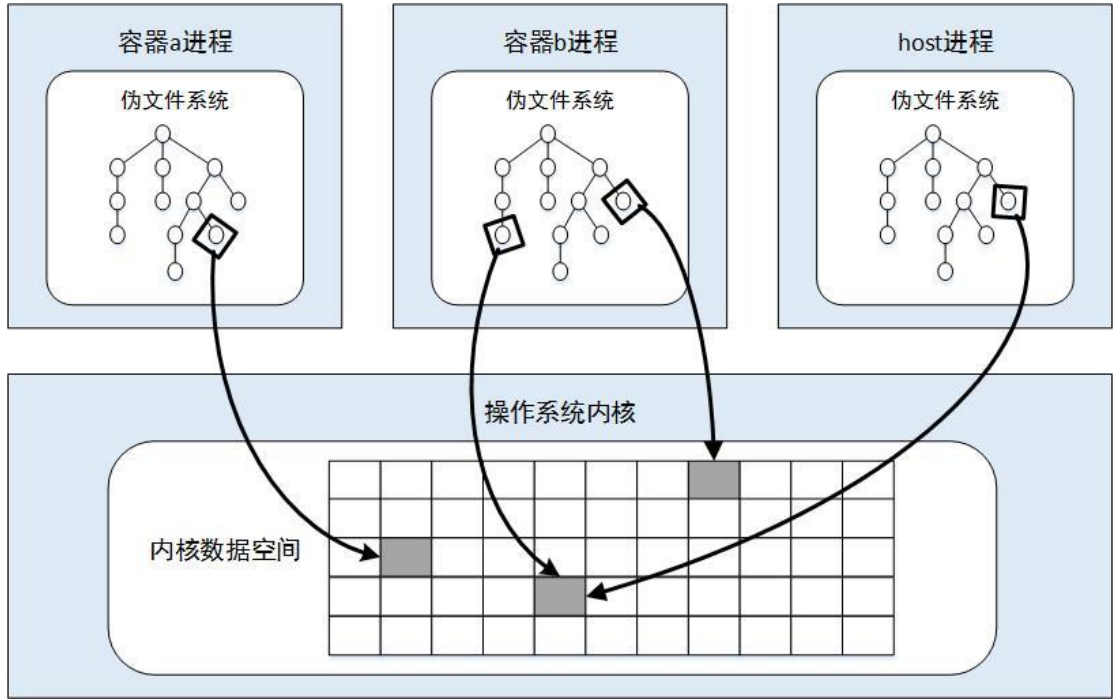 容器a进程
容器b进程
host进程
伪文件系统
伪文件系统
伪文件系统
操作系统内核
内核数据空间